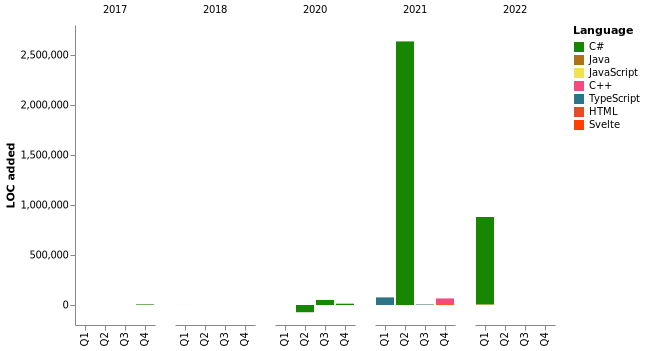 2017 2018 2020 2021 2022
Language
C#
Java
JavaScript
C++
TypeScript
HTML
Svelte
LOC added
2,500,000
2,000,000
1,500,000
1,000,000
500,000
0
Q1 Q2 Q3 Q4 Q1 Q2 Q3 Q4 Q1 Q2 Q3 Q4 Q1 Q2 Q3 Q4 Q1 Q2 Q3 Q4